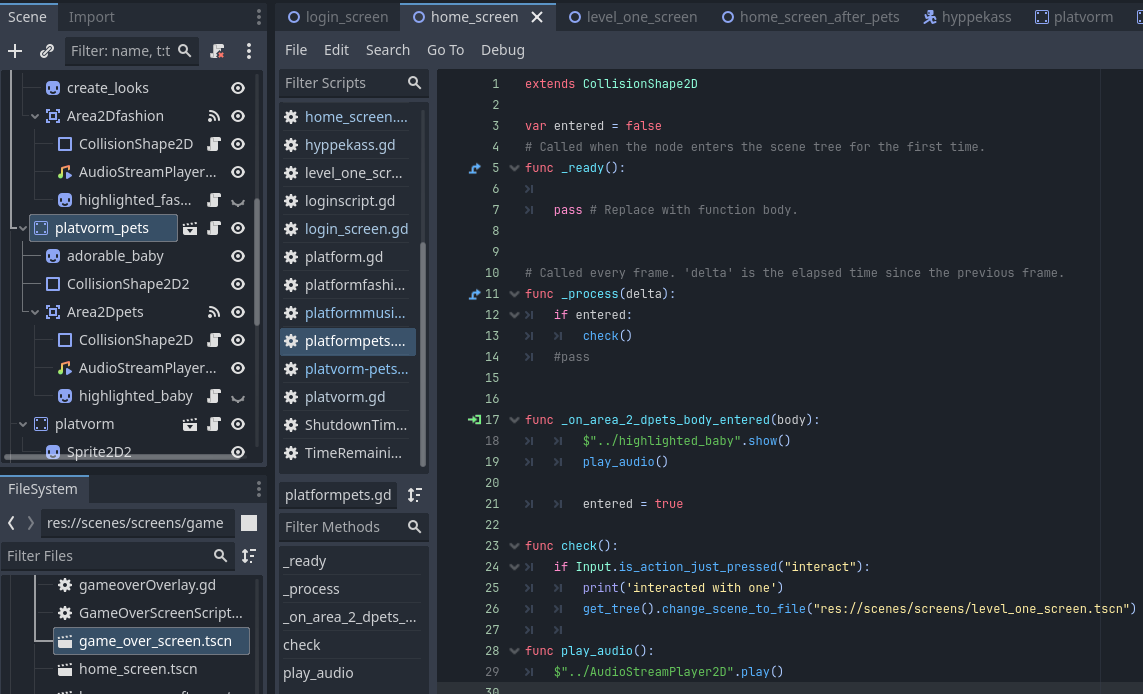 Scene Import
Filter: name, t:t
create_looks
Area2Dfashion
CollisionShape2D
AudioStreamPlayer...
highlighted_fas...
platvorm_pets
adorable_baby
CollisionShape2D2
Area2Dpets
CollisionShape2D
AudioStreamPlayer...
highlighted_baby
platvorm
Sprite2D2
FileSystem
res://scenes/screens/game
Filter Files
gameoverOverlay.gd
GameOverScreenScript...
game_over_screen.tscn
home_screen.tscn
login_screen home_screen level_one_screen home_screen_after_pets hyppekass platvorm
File Edit Search Go To Debug
Filter Scripts
home_screen....
hyppekass.gd
level_one_scr...
loginscript.gd
login_screen.gd
platform.gd
platformfashi...
platformmusi...
platformpets....
platvorm-pets...
platvorm.gd
ShutdownTim...
TimeRemaini...
platformpets.gd
Filter Methods
_ready
_process
_on_area_2_dpets_...
check
play_audio
1 extends CollisionShape2D
2
3 var entered = false
4 # Called when the node enters the scene tree for the first time.
5 func _ready():
6
7 pass # Replace with function body.
8
9
10 # Called every frame. 'delta' is the elapsed time since the previous frame.
11 func _process(delta):
12 if entered:
13 check()
14 #pass
15
16
17 func _on_area_2_dpets_body_entered(body):
18 $"../highlighted_baby".show()
19 play_audio()
20
21 entered = true
22
23 func check():
24 if Input.is_action_just_pressed("interact"):
25 print('interacted with one')
26 get_tree().change_scene_to_file("res://scenes/screens/level_one_screen.tscn")
27
28 func play_audio():
29 $"../AudioStreamPlayer2D".play()
30